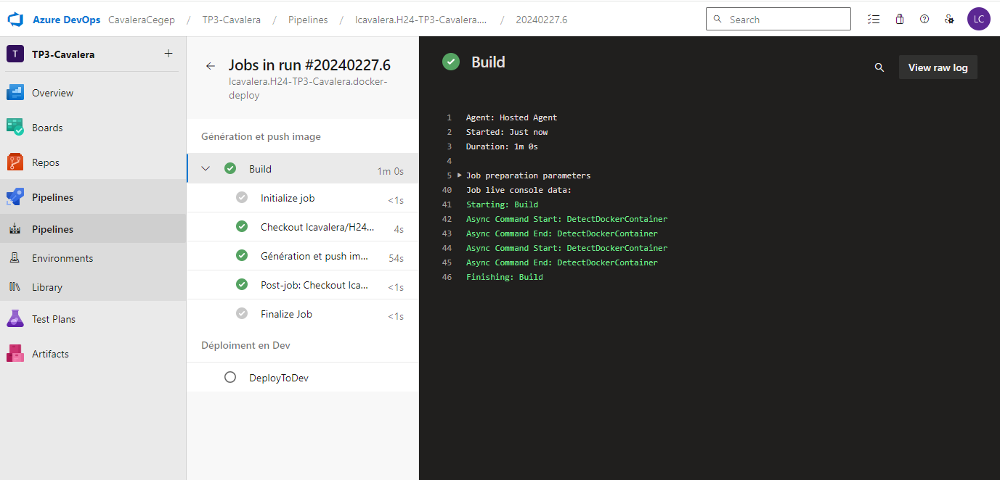 Azure DevOps CavaleraCegep / TP3-Cavalera / Pipelines / lcavalera.H24-TP3-Cavalera.... / 20240227.6
Search
LC
T TP3-Cavalera +
Overview
Boards
Repos
Pipelines
Pipelines
Environments
Library
Test Plans
Artifacts
Jobs in run #20240227.6
lcavalera.H24-TP3-Cavalera.docker-
deploy
Génération et push image
Build 1m 0s
Initialize job <1s
Checkout lcavalera/H24... 4s
Génération et push im... 54s
Post-job: Checkout lca... <1s
Finalize Job <1s
Déploiment en Dev
DeployToDev
Build
View raw log
1 Agent: Hosted Agent
2 Started: Just now
3 Duration: 1m 0s
4
5 Job preparation parameters
40 Job live console data:
41 Starting: Build
42 Async Command Start: DetectDockerContainer
43 Async Command End: DetectDockerContainer
44 Async Command Start: DetectDockerContainer
45 Async Command End: DetectDockerContainer
46 Finishing: Build